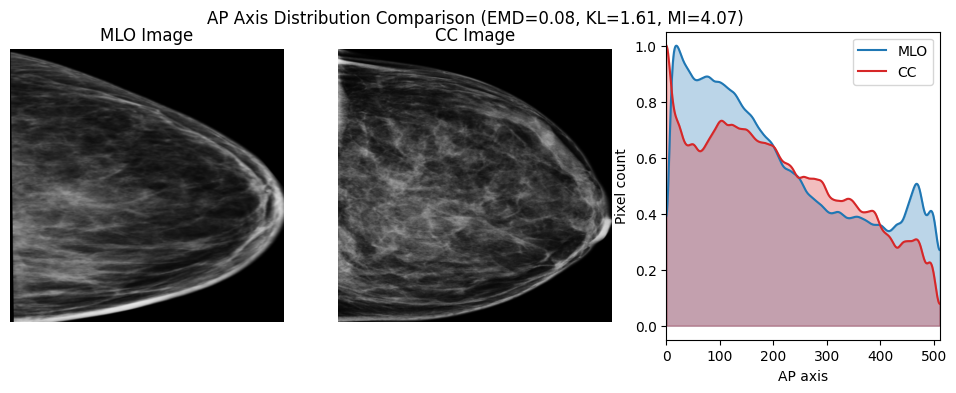 AP Axis Distribution Comparison (EMD=0.08, KL=1.61, MI=4.07)
MLO Image
CC Image
MLO
CC
1.0
0.8
0.6
0.4
0.2
0.0
Pixel count
0 100 200 300 400 500
AP axis